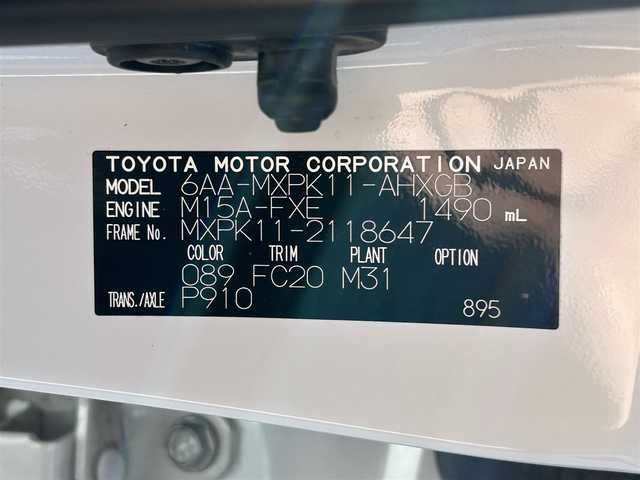 TOYOTA MOTOR CORPORATION JAPAN
MODEL 6AA-MXPK11-AHXGB
ENGINE M15A-FXE 1490 mL
FRAME No. MXPK11-2118647
COLOR TRIM PLANT OPTION
089 FC20 M31
TRANS./AXLE P910 895